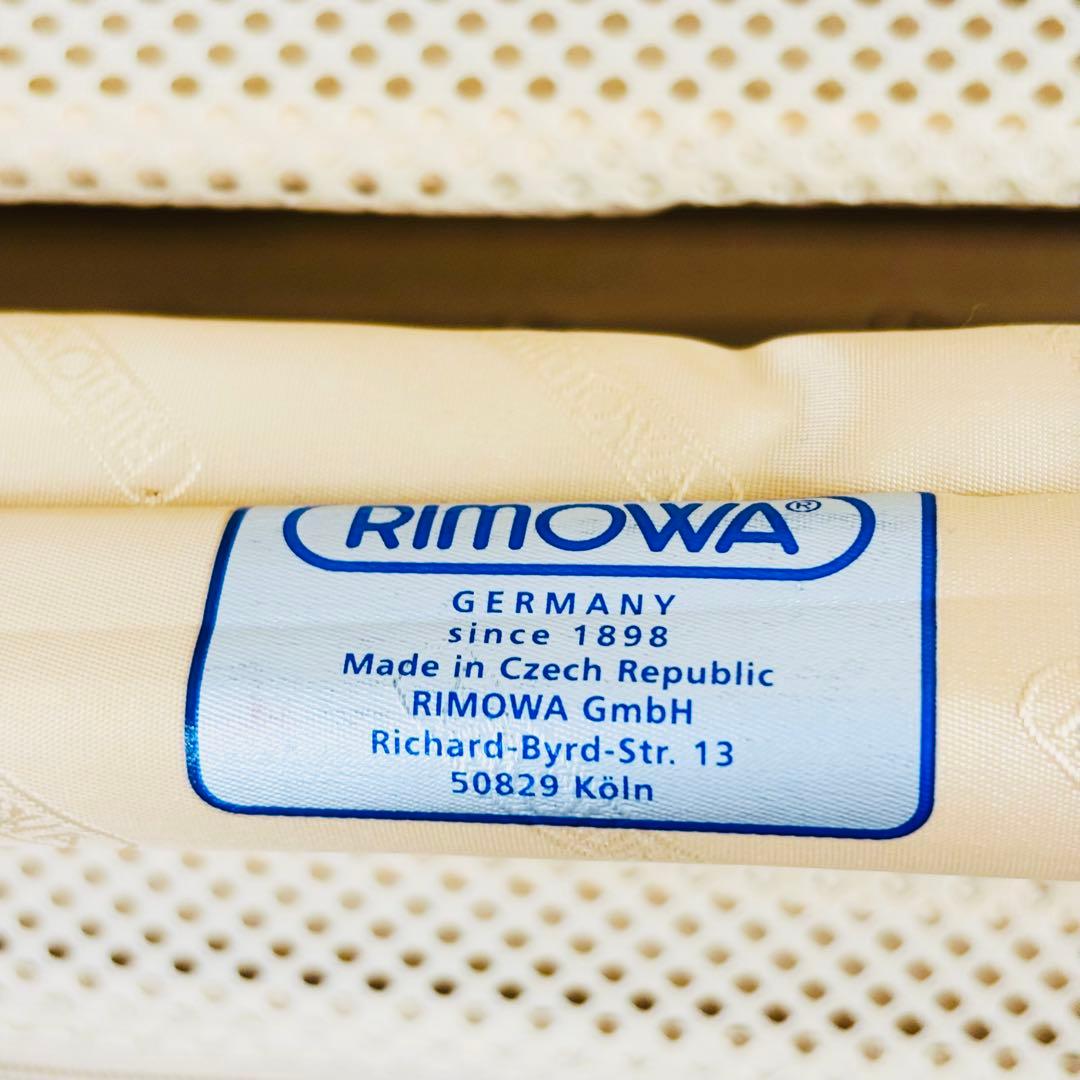 RIMOWA®
GERMANY
since 1898
Made in Czech Republic
RIMOWA GmbH
Richard-Byrd-Str. 13
50829 Köln